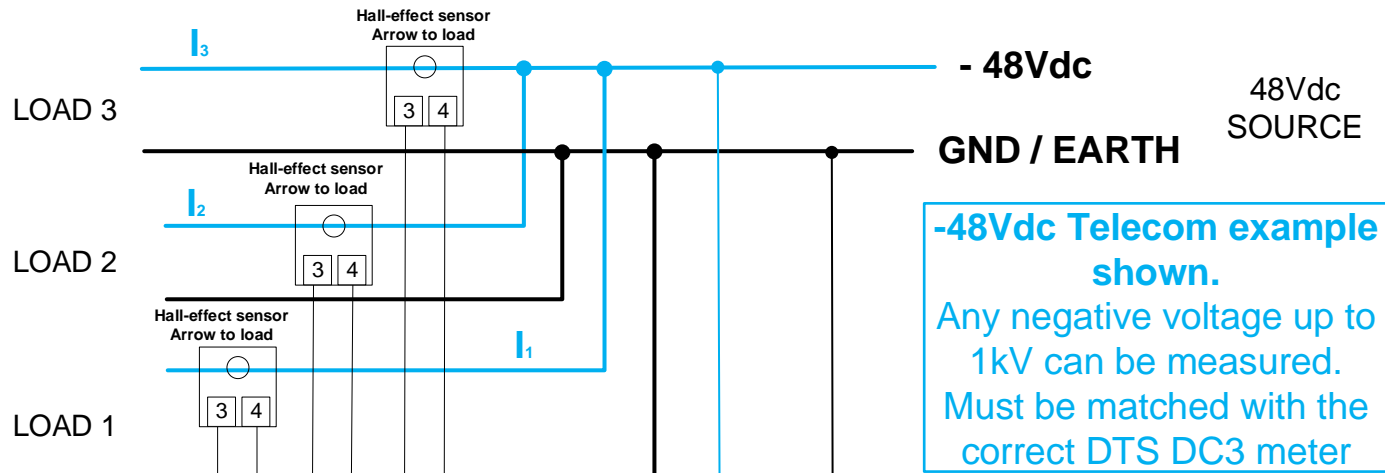 Hall-effect sensor
Arrow to load
I₃
- 48Vdc
LOAD 3
3 4
48Vdc
SOURCE
GND / EARTH
Hall-effect sensor
Arrow to load
I₂
LOAD 2
3 4
-48Vdc Telecom example
shown.
Any negative voltage up to
1kV can be measured.
Must be matched with the
correct DTS DC3 meter
Hall-effect sensor
Arrow to load
I₁
LOAD 1
3 4